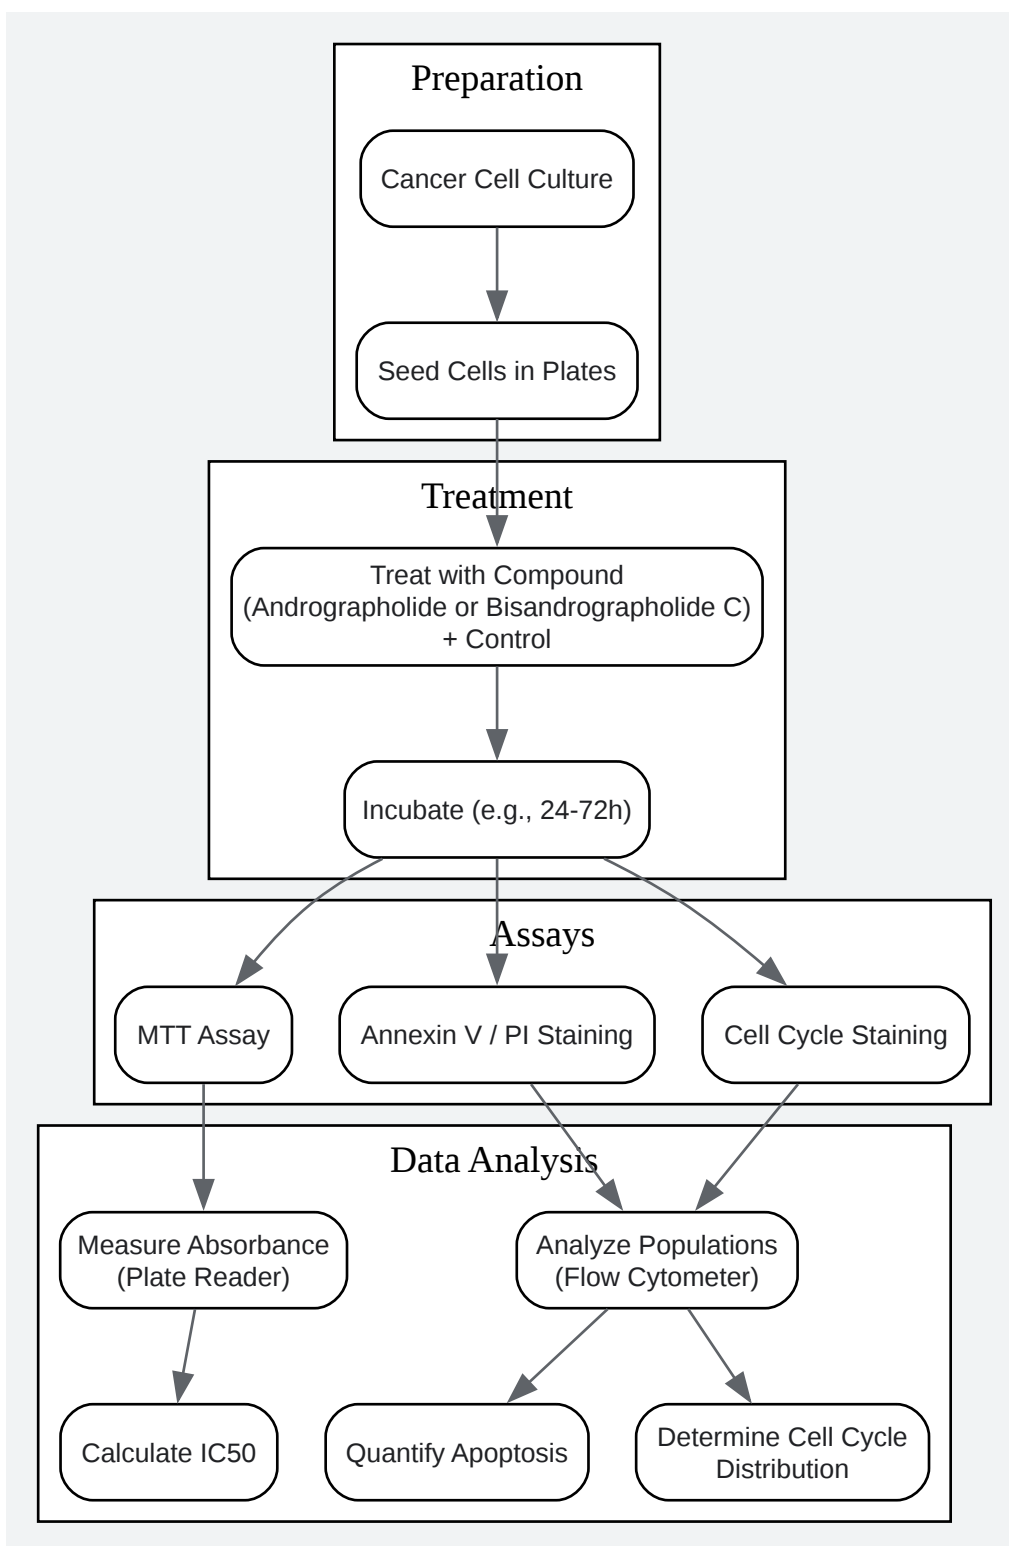 Preparation
Cancer Cell Culture
Seed Cells in Plates
Treatment
Treat with Compound
(Andrographolide or Bisandrographolide C)
+ Control
Incubate (e.g., 24-72h)
Assays
MTT Assay
Annexin V / PI Staining
Cell Cycle Staining
Data Analysis
Measure Absorbance
(Plate Reader)
Analyze Populations
(Flow Cytometer)
Calculate IC50
Quantify Apoptosis
Determine Cell Cycle
Distribution